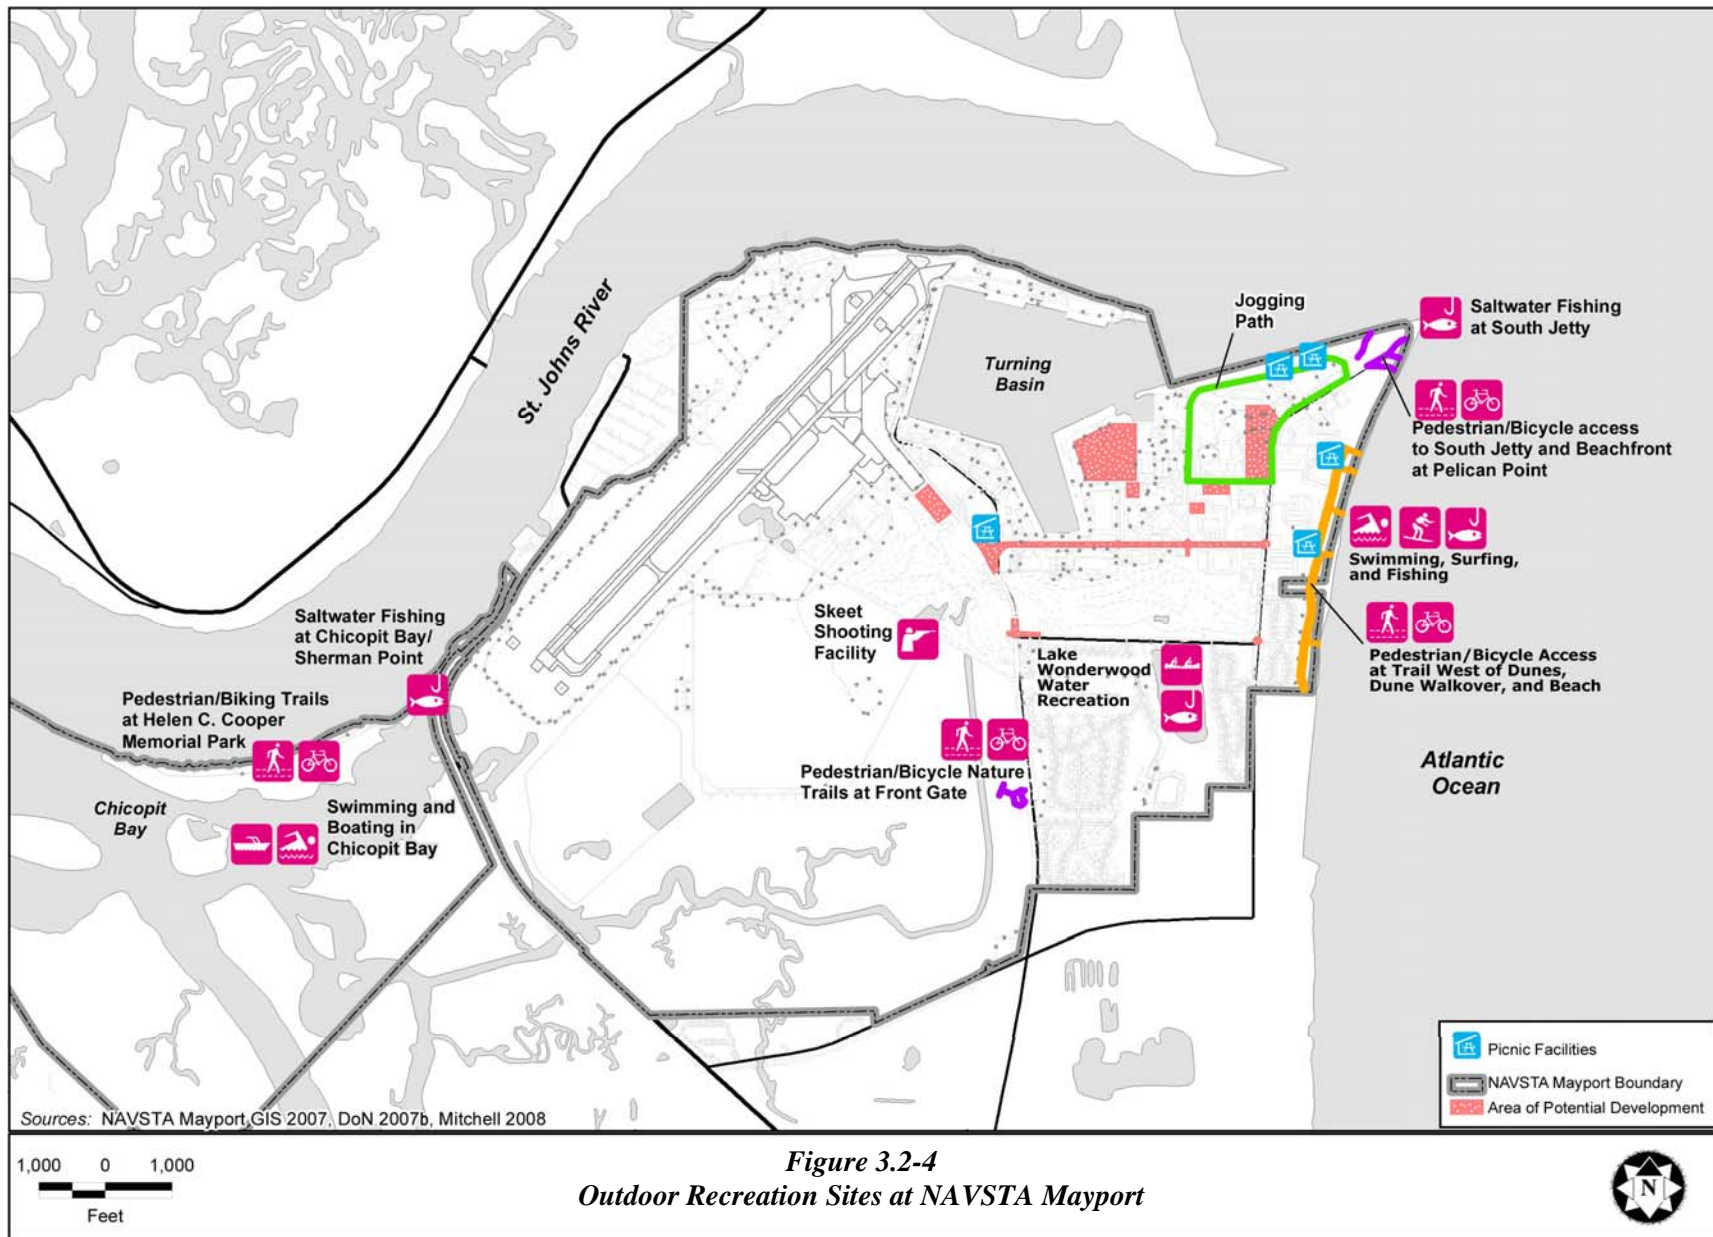 St. Johns River
Turning
Basin
Jogging
Path
Saltwater Fishing
at South Jetty
Pedestrian/Bicycle access
to South Jetty and Beachfront
at Pelican Point
Swimming, Surfing,
and Fishing
Pedestrian/Bicycle Access
at Trail West of Dunes,
Dune Walkover, and Beach
Saltwater Fishing
at Chicopit Bay/
Sherman Point
Skeet
Shooting
Facility
Lake
Wonderwood
Water
Recreation
Pedestrian/Biking Trails
at Helen C. Cooper
Memorial Park
Pedestrian/Bicycle Nature
Trails at Front Gate
Atlantic
Ocean
Chicopit
Bay
Swimming and
Boating in
Chicopit Bay
Picnic Facilities
NAVSTA Mayport Boundary
Area of Potential Development
Sources: NAVSTA Mayport GIS 2007, DoN 2007b, Mitchell 2008
1,000 0 1,000
Feet
Figure 3.2-4
Outdoor Recreation Sites at NAVSTA Mayport
N